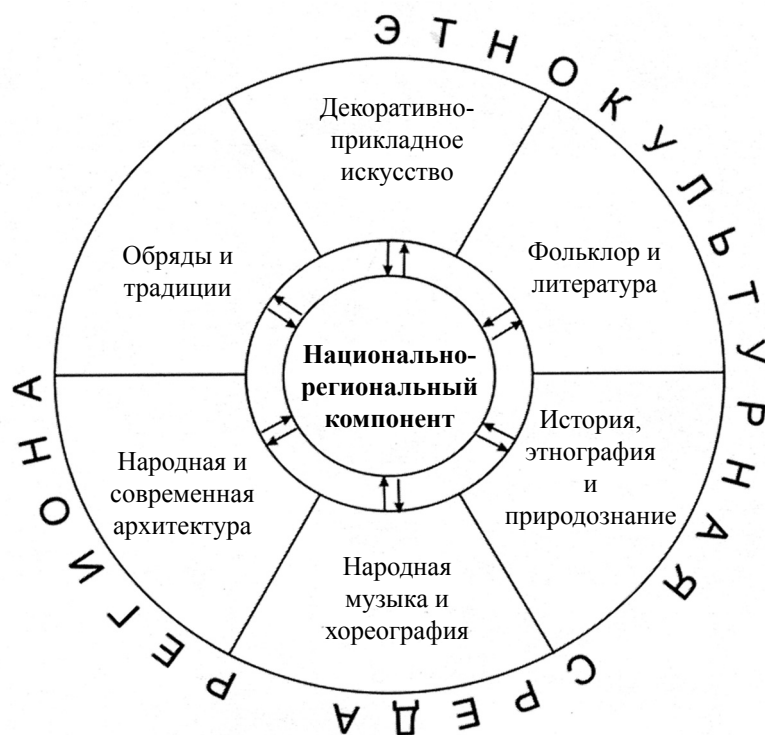 ЭТНОКУЛЬТУРНАЯ СРЕДА РЕГИОНА
Декоративно-
прикладное
искусство
Фольклор и
литература
История,
этнография
и
природознание
Народная
музыка и
хореография
Народная и
современная
архитектура
Обряды и
традиции
Национально-
региональный
компонент